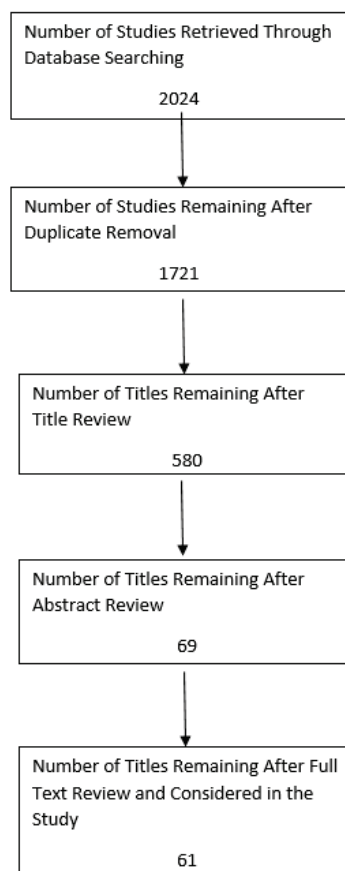 Number of Studies Retrieved Through
Database Searching
2024
Number of Studies Remaining After
Duplicate Removal
1721
Number of Titles Remaining After
Title Review
580
Number of Titles Remaining After
Abstract Review
69
Number of Titles Remaining After Full
Text Review and Considered in the
Study
61